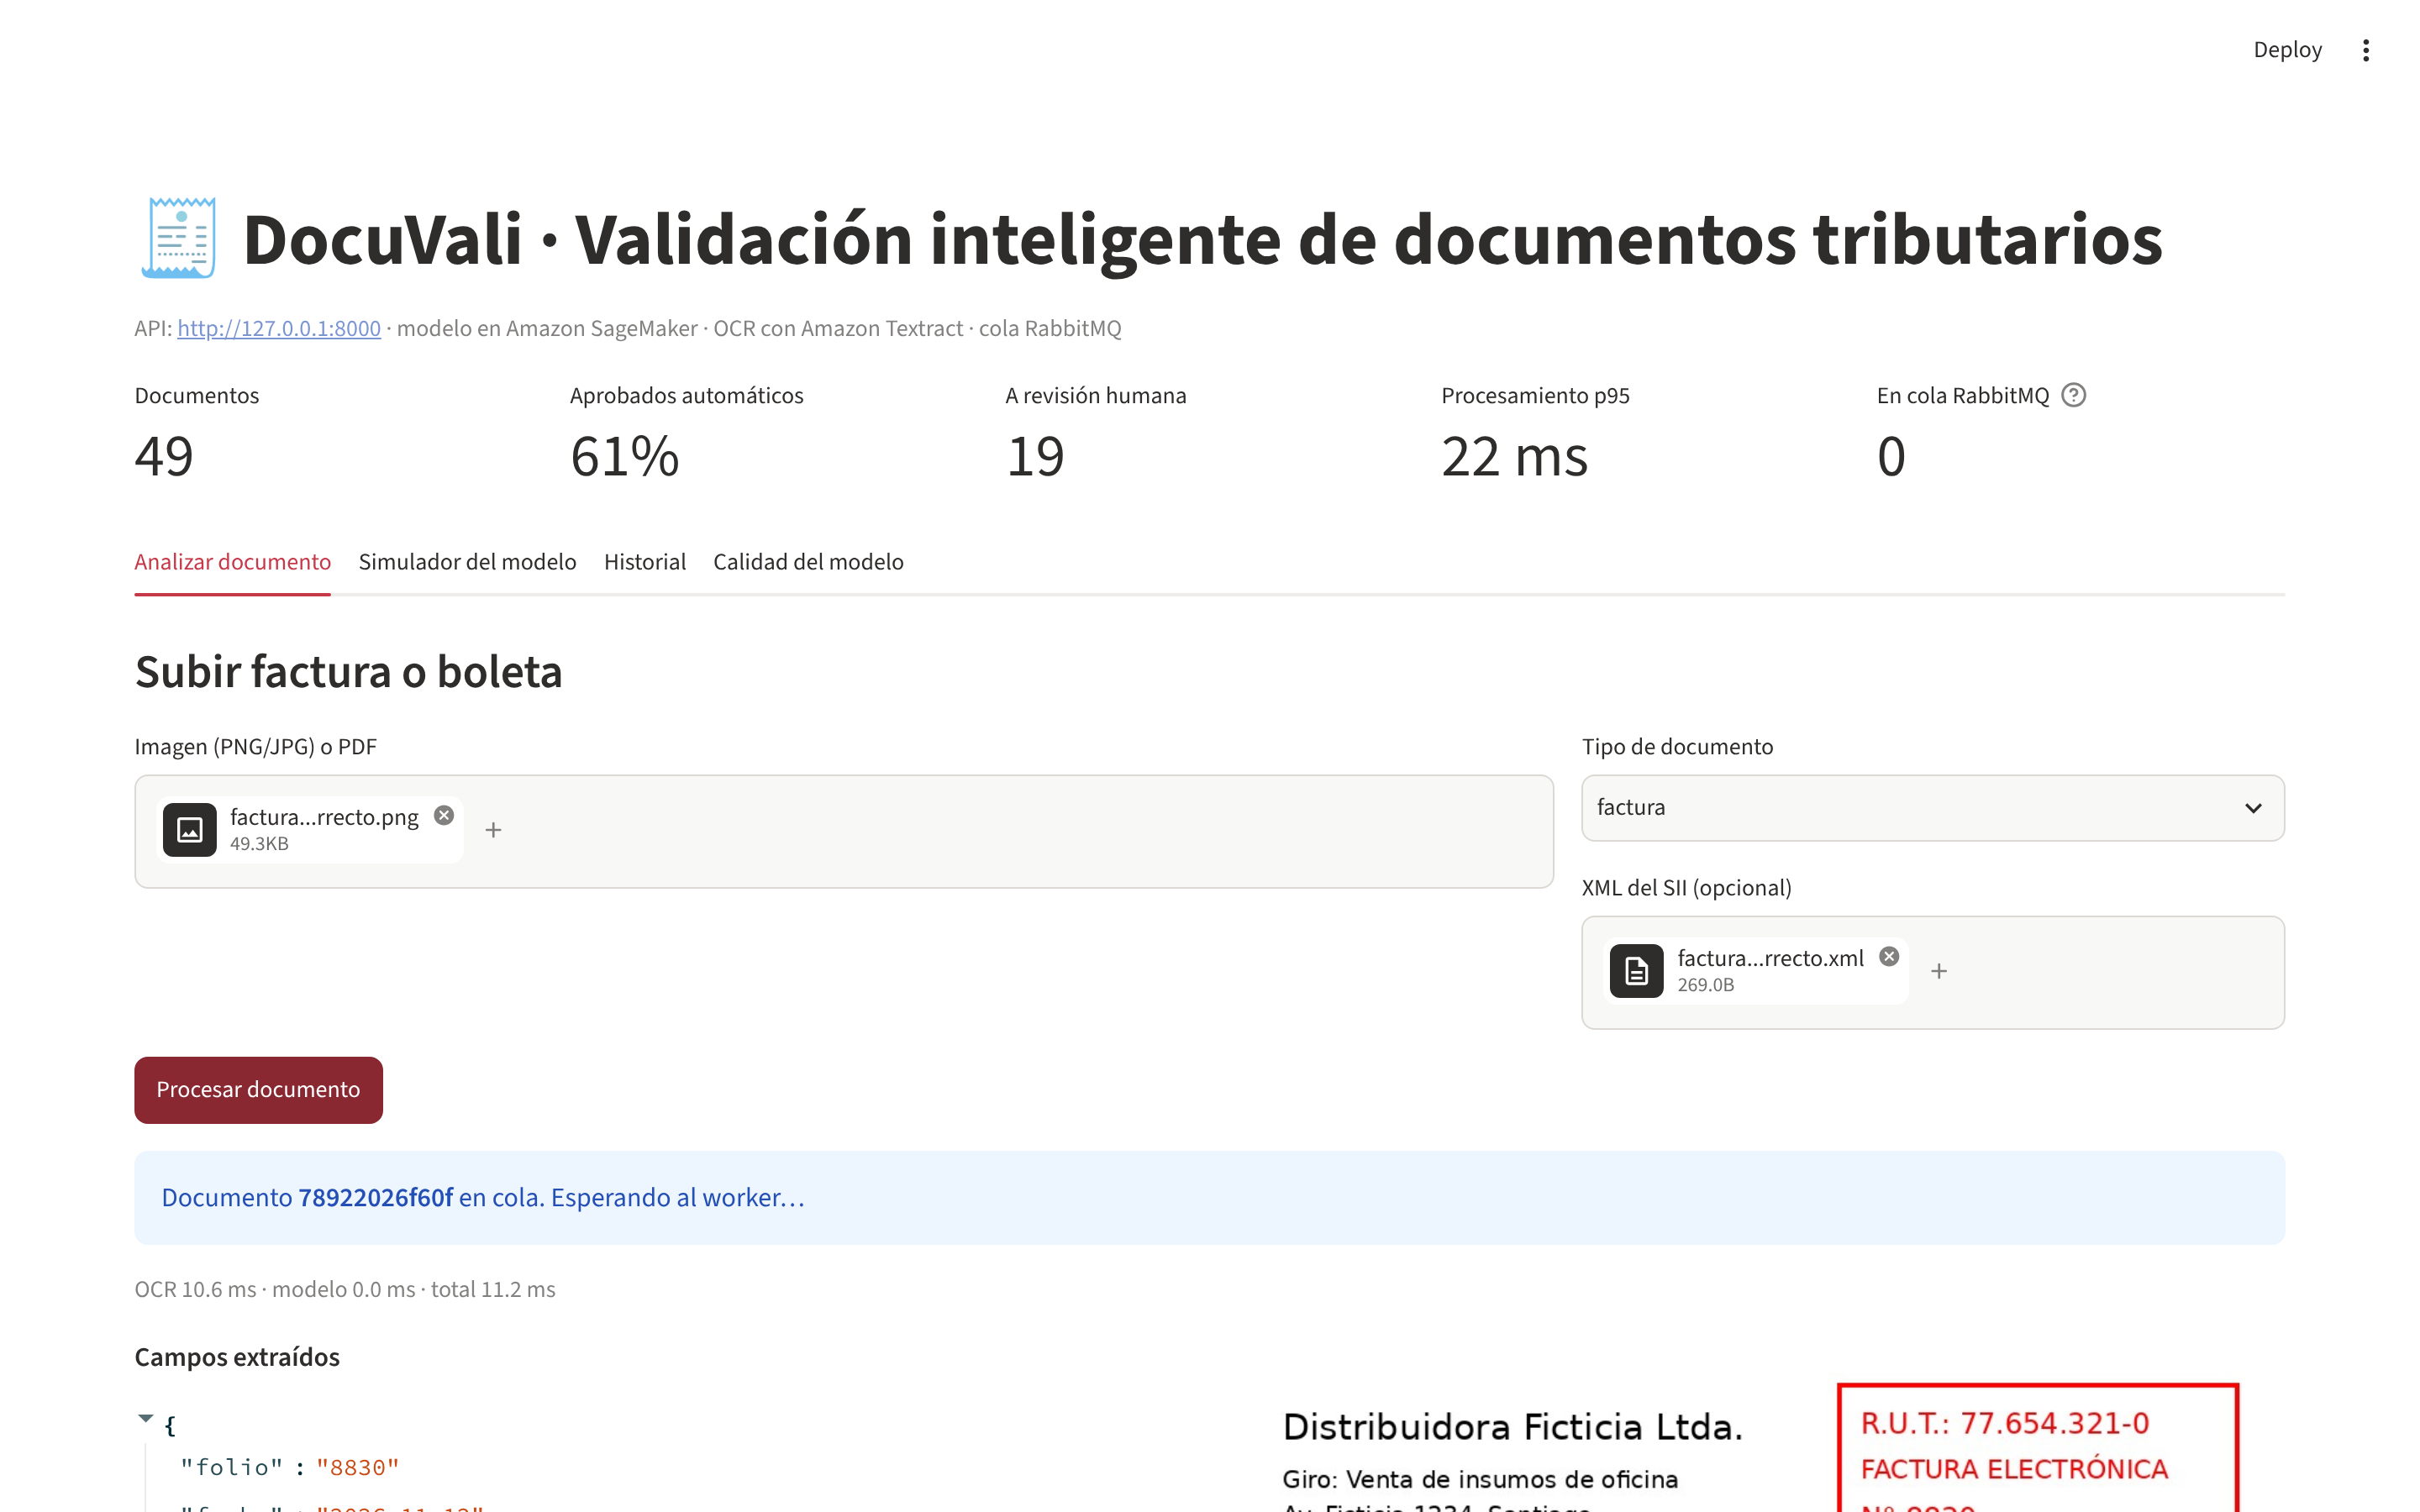 Deploy
DocuVali · Validación inteligente de documentos tributarios
API: http://127.0.0.1:8000 · modelo en Amazon SageMaker · OCR con Amazon Textract · cola RabbitMQ
Documentos
49
Aprobados automáticos
61%
A revisión humana
19
Procesamiento p95
22 ms
En cola RabbitMQ
0
Analizar documento Simulador del modelo Historial Calidad del modelo
Subir factura o boleta
Imagen (PNG/JPG) o PDF
factura...rrecto.png
49.3KB
Tipo de documento
factura
XML del SII (opcional)
factura...rrecto.xml
269.0B
Procesar documento
Documento 78922026f60f en cola. Esperando al worker...
OCR 10.6 ms · modelo 0.0 ms · total 11.2 ms
Campos extraídos
{
"folio" : "8830"
Distribuidora Ficticia Ltda.
Giro: Venta de insumos de oficina
Av. Ficticia 1234, Santiago
R.U.T.: 77.654.321-0
FACTURA ELECTRÓNICA
N° 8830